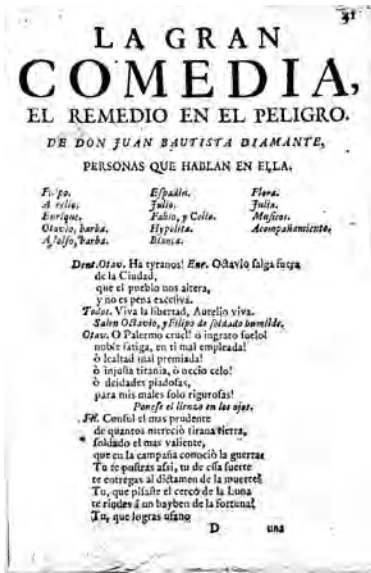 41
LA GRAN
COMEDIA,
EL REMEDIO EN EL PELIGRO.
DE DON JUAN BAUTISTA DIAMANTE,
PERSONAS QUE HABLAN EN ELLA.
Filipo. Espadin. Flora.
Aurelio. Julio. Julia.
Enrique. Fabio, y Celio. Musicos.
Otavio, barba. Hypolita. Acompañamiento.
Astolfo, barba. Blanca.
Dent. Otav. Ha tyranos! Enr. Octavio salga fuera
de la Ciudad,
que el pueblo nos altera,
y no es pena excesiva.
Todos. Viva la libertad, Aurelio viva.
Salen Octavio, y Filipo de soldado humilde.
Otav. O Palermo cruel! ò ingrato suelo!
noble fatiga, en ti mal empleada!
ò lealtad mal premiada!
ò injusta tirania, ò necio celo!
ò deidades piadosas,
para mis males solo rigurosas!
Ponese el lienzo en los ojos.
Fil. Consul el mas prudente
de quantos mereciò tirana tierra,
soldado el mas valiente,
que en la campaña conociò la guerra:
Tu te postras assi, tu de essa suerte
te entregas al dictamen de la muerte?
Tu, que pisaste el cerco de la Luna
te rindes à un bayben de la fortuna?
Tu, que logras ufano
D una